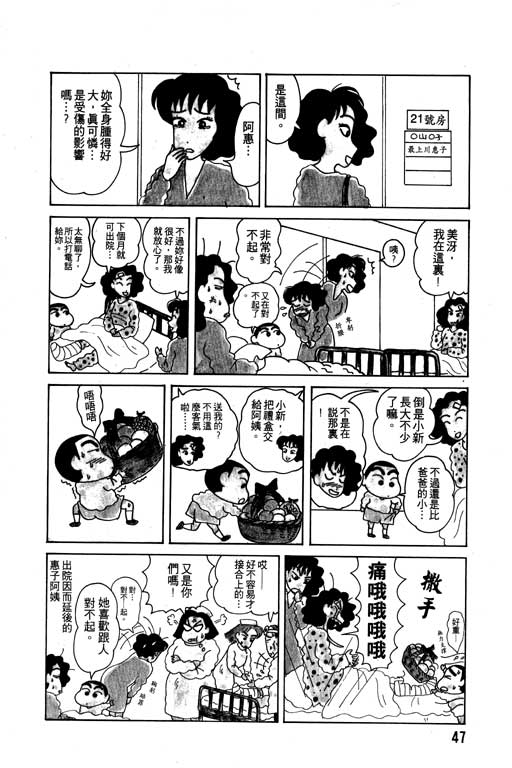 21號房
最上川惠子
是這間。
阿惠…
妳全身腫得好
大，眞可憐…
是受傷的影響
嗎…?
美冴，
我在這裏!
咦?
非常對
不起。
又在對
不起了
不過妳好像
很好，那我
就放心了。
下個月就
可出院…
太無聊了，
所以打電話
給妳。
倒是小新
長大不少
了嘛。
不過還是比
爸爸的小…
不是在
說那裏
!
小新，
把禮盒交
給阿姨
送我的?
不用這
麼客氣
啦……
唔唔唔
好重…
撒手
痛哦哦哦哦
哎—
好不容易才
接合上的…
又是你
們嗎!
對…對
不起。
她喜歡跟人
對不起。
出院因而延後的
惠子阿姨
47